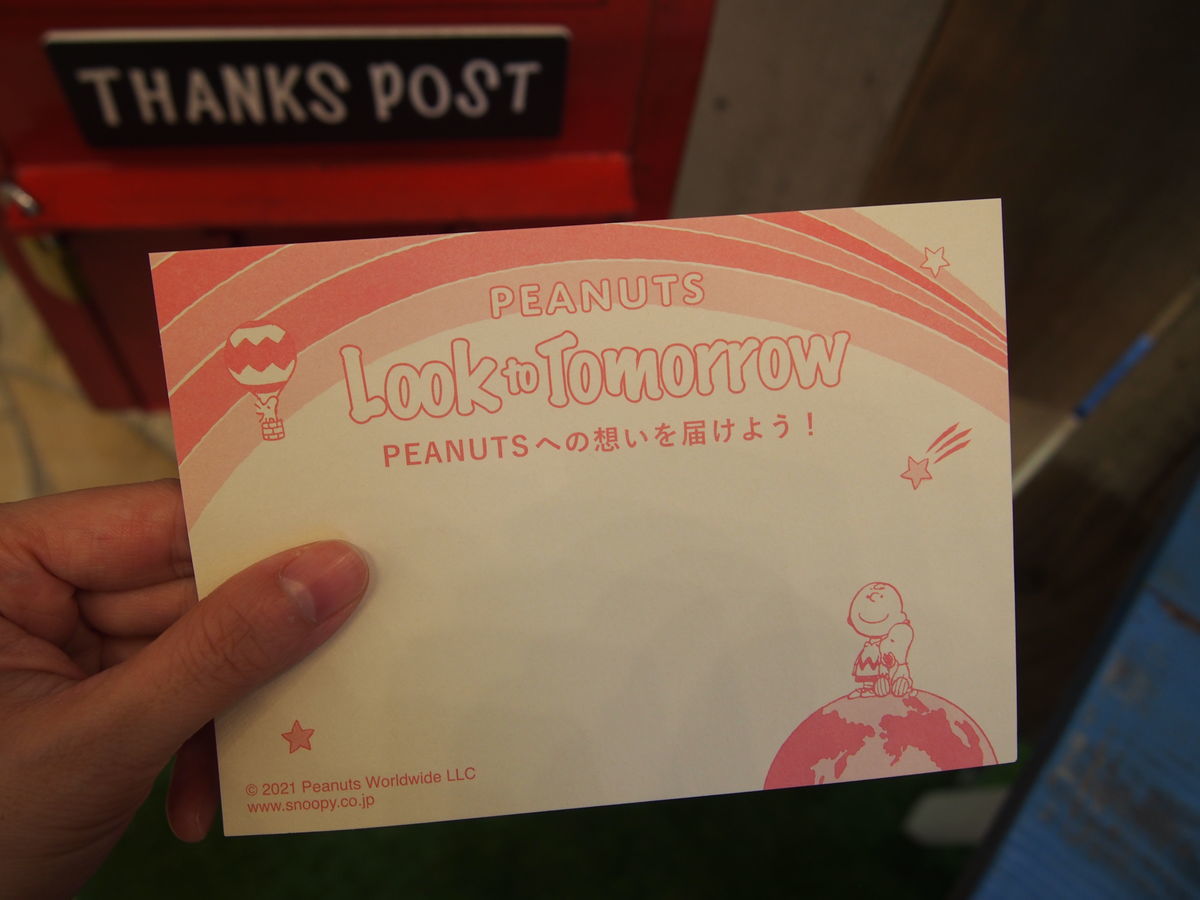 THANKS POST
PEANUTS
Look to Tomorrow
PEANUTSへの想いを届けよう！
© 2021 Peanuts Worldwide LLC
www.snoopy.co.jp